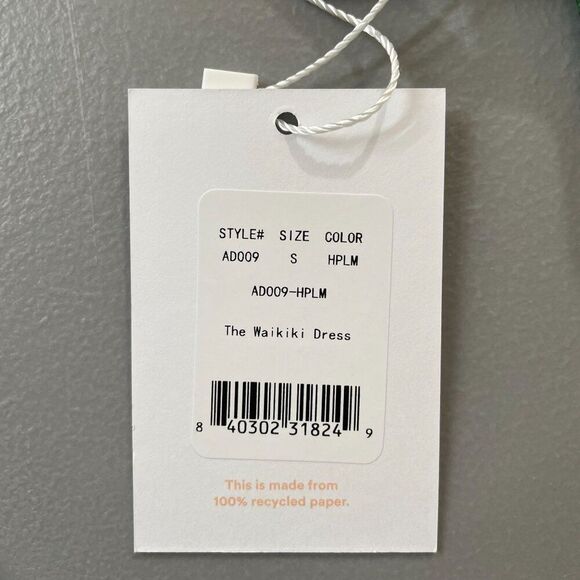 STYLE# SIZE COLOR
AD009 S HPLM
AD009-HPLM
The Waikiki Dress
8 40302 31824 9
This is made from
100% recycled paper.